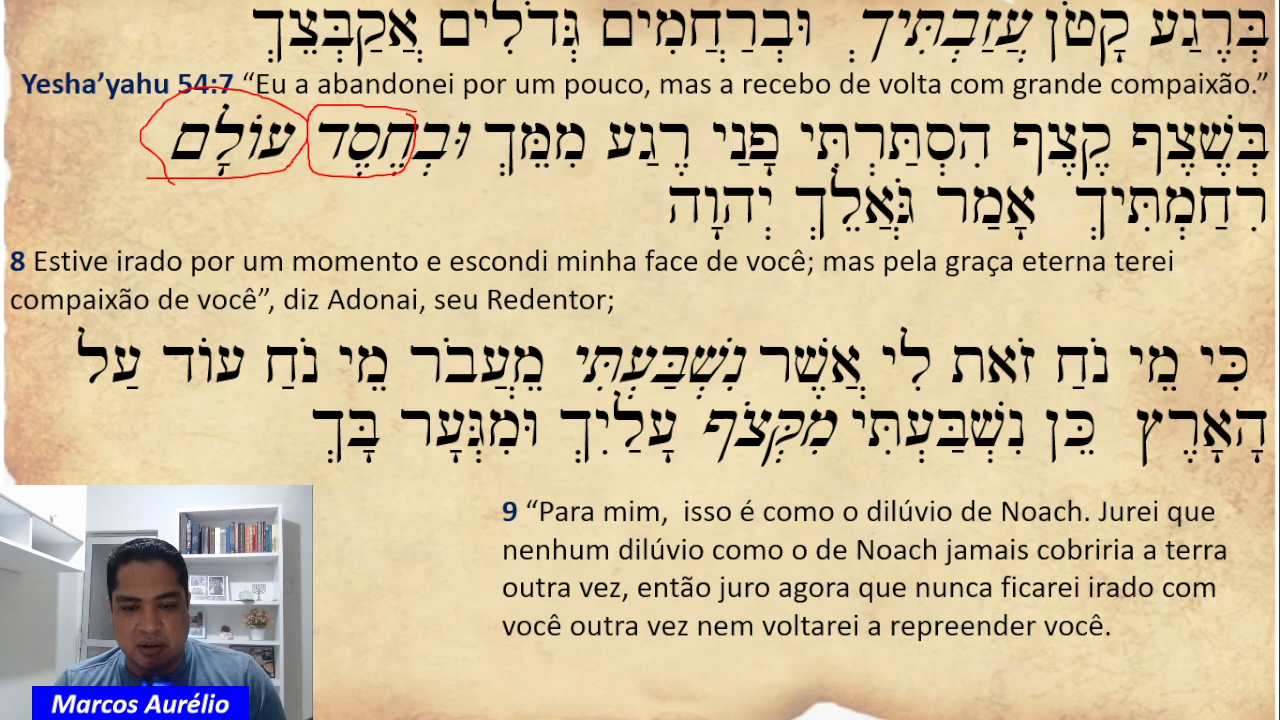 בְּרֶגַע קָטֹן עֲזַבְתִּיךְ וּבְרַחֲמִים גְּדֹלִים אֲקַבְּצֵךְ
Yesha’yahu 54:7 “Eu a abandonei por um pouco, mas a recebo de volta com grande compaixão.”
בְּשֶׁצֶף קֶצֶף הִסְתַּרְתִּי פָנַי רֶגַע מִמֵּךְ וּבְחֶסֶד עוֹלָם
רִחַמְתִּיךְ אָמַר גֹּאֲלֵךְ יְהוָה
8 Estive irado por um momento e escondi minha face de você; mas pela graça eterna terei
compaixão de você”, diz Adonai, seu Redentor;
כִּי מֵי נֹחַ זֹאת לִי אֲשֶׁר נִשְׁבַּעְתִּי מֵעֲבֹר מֵי נֹחַ עוֹד עַל
הָאָרֶץ כֵּן נִשְׁבַּעְתִּי מִקְּצֹף עָלַיִךְ וּמִגְּעָר בָּךְ
9 “Para mim, isso é como o dilúvio de Noach. Jurei que
nenhum dilúvio como o de Noach jamais cobriria a terra
outra vez, então juro agora que nunca ficarei irado com
você outra vez nem voltarei a repreender você.
Marcos Aurélio